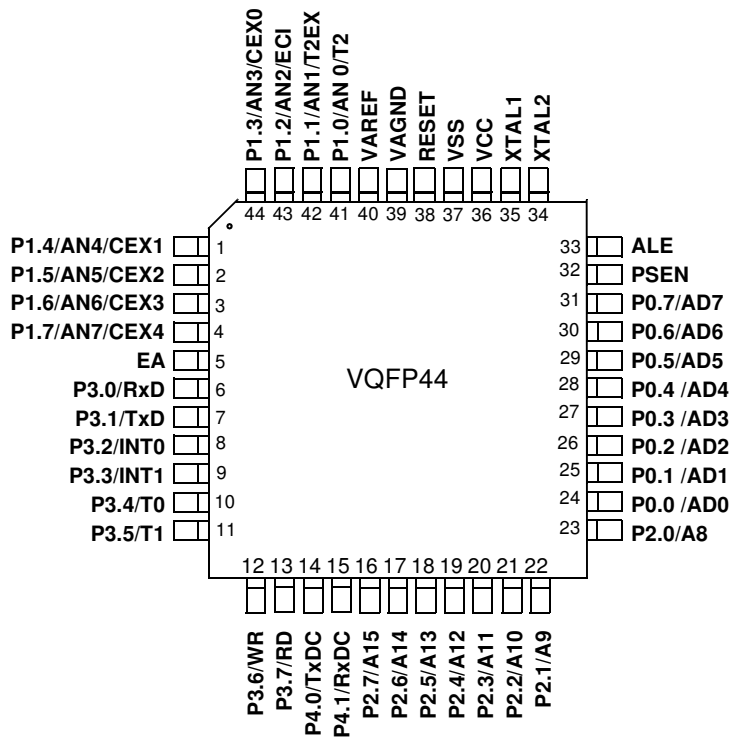 P1.3/AN3/CEX0
P1.2/AN2/ECI
P1.1/AN1/T2EX
P1.0/AN 0/T2
VAREF
VAGND
RESET
VSS
VCC
XTAL1
XTAL2
44 43 42 41 40 39 38 37 36 35 34
P1.4/AN4/CEX1 1
P1.5/AN5/CEX2 2
P1.6/AN6/CEX3 3
P1.7/AN7/CEX4 4
EA 5
P3.0/RxD 6
P3.1/TxD 7
P3.2/INT0 8
P3.3/INT1 9
P3.4/T0 10
P3.5/T1 11
VQFP44
33 ALE
32 PSEN
31 P0.7/AD7
30 P0.6/AD6
29 P0.5/AD5
28 P0.4 /AD4
27 P0.3 /AD3
26 P0.2 /AD2
25 P0.1 /AD1
24 P0.0 /AD0
23 P2.0/A8
12 13 14 15 16 17 18 19 20 21 22
P3.6/WR
P3.7/RD
P4.0/TxDC
P4.1/RxDC
P2.7/A15
P2.6/A14
P2.5/A13
P2.4/A12
P2.3/A11
P2.2/A10
P2.1/A9